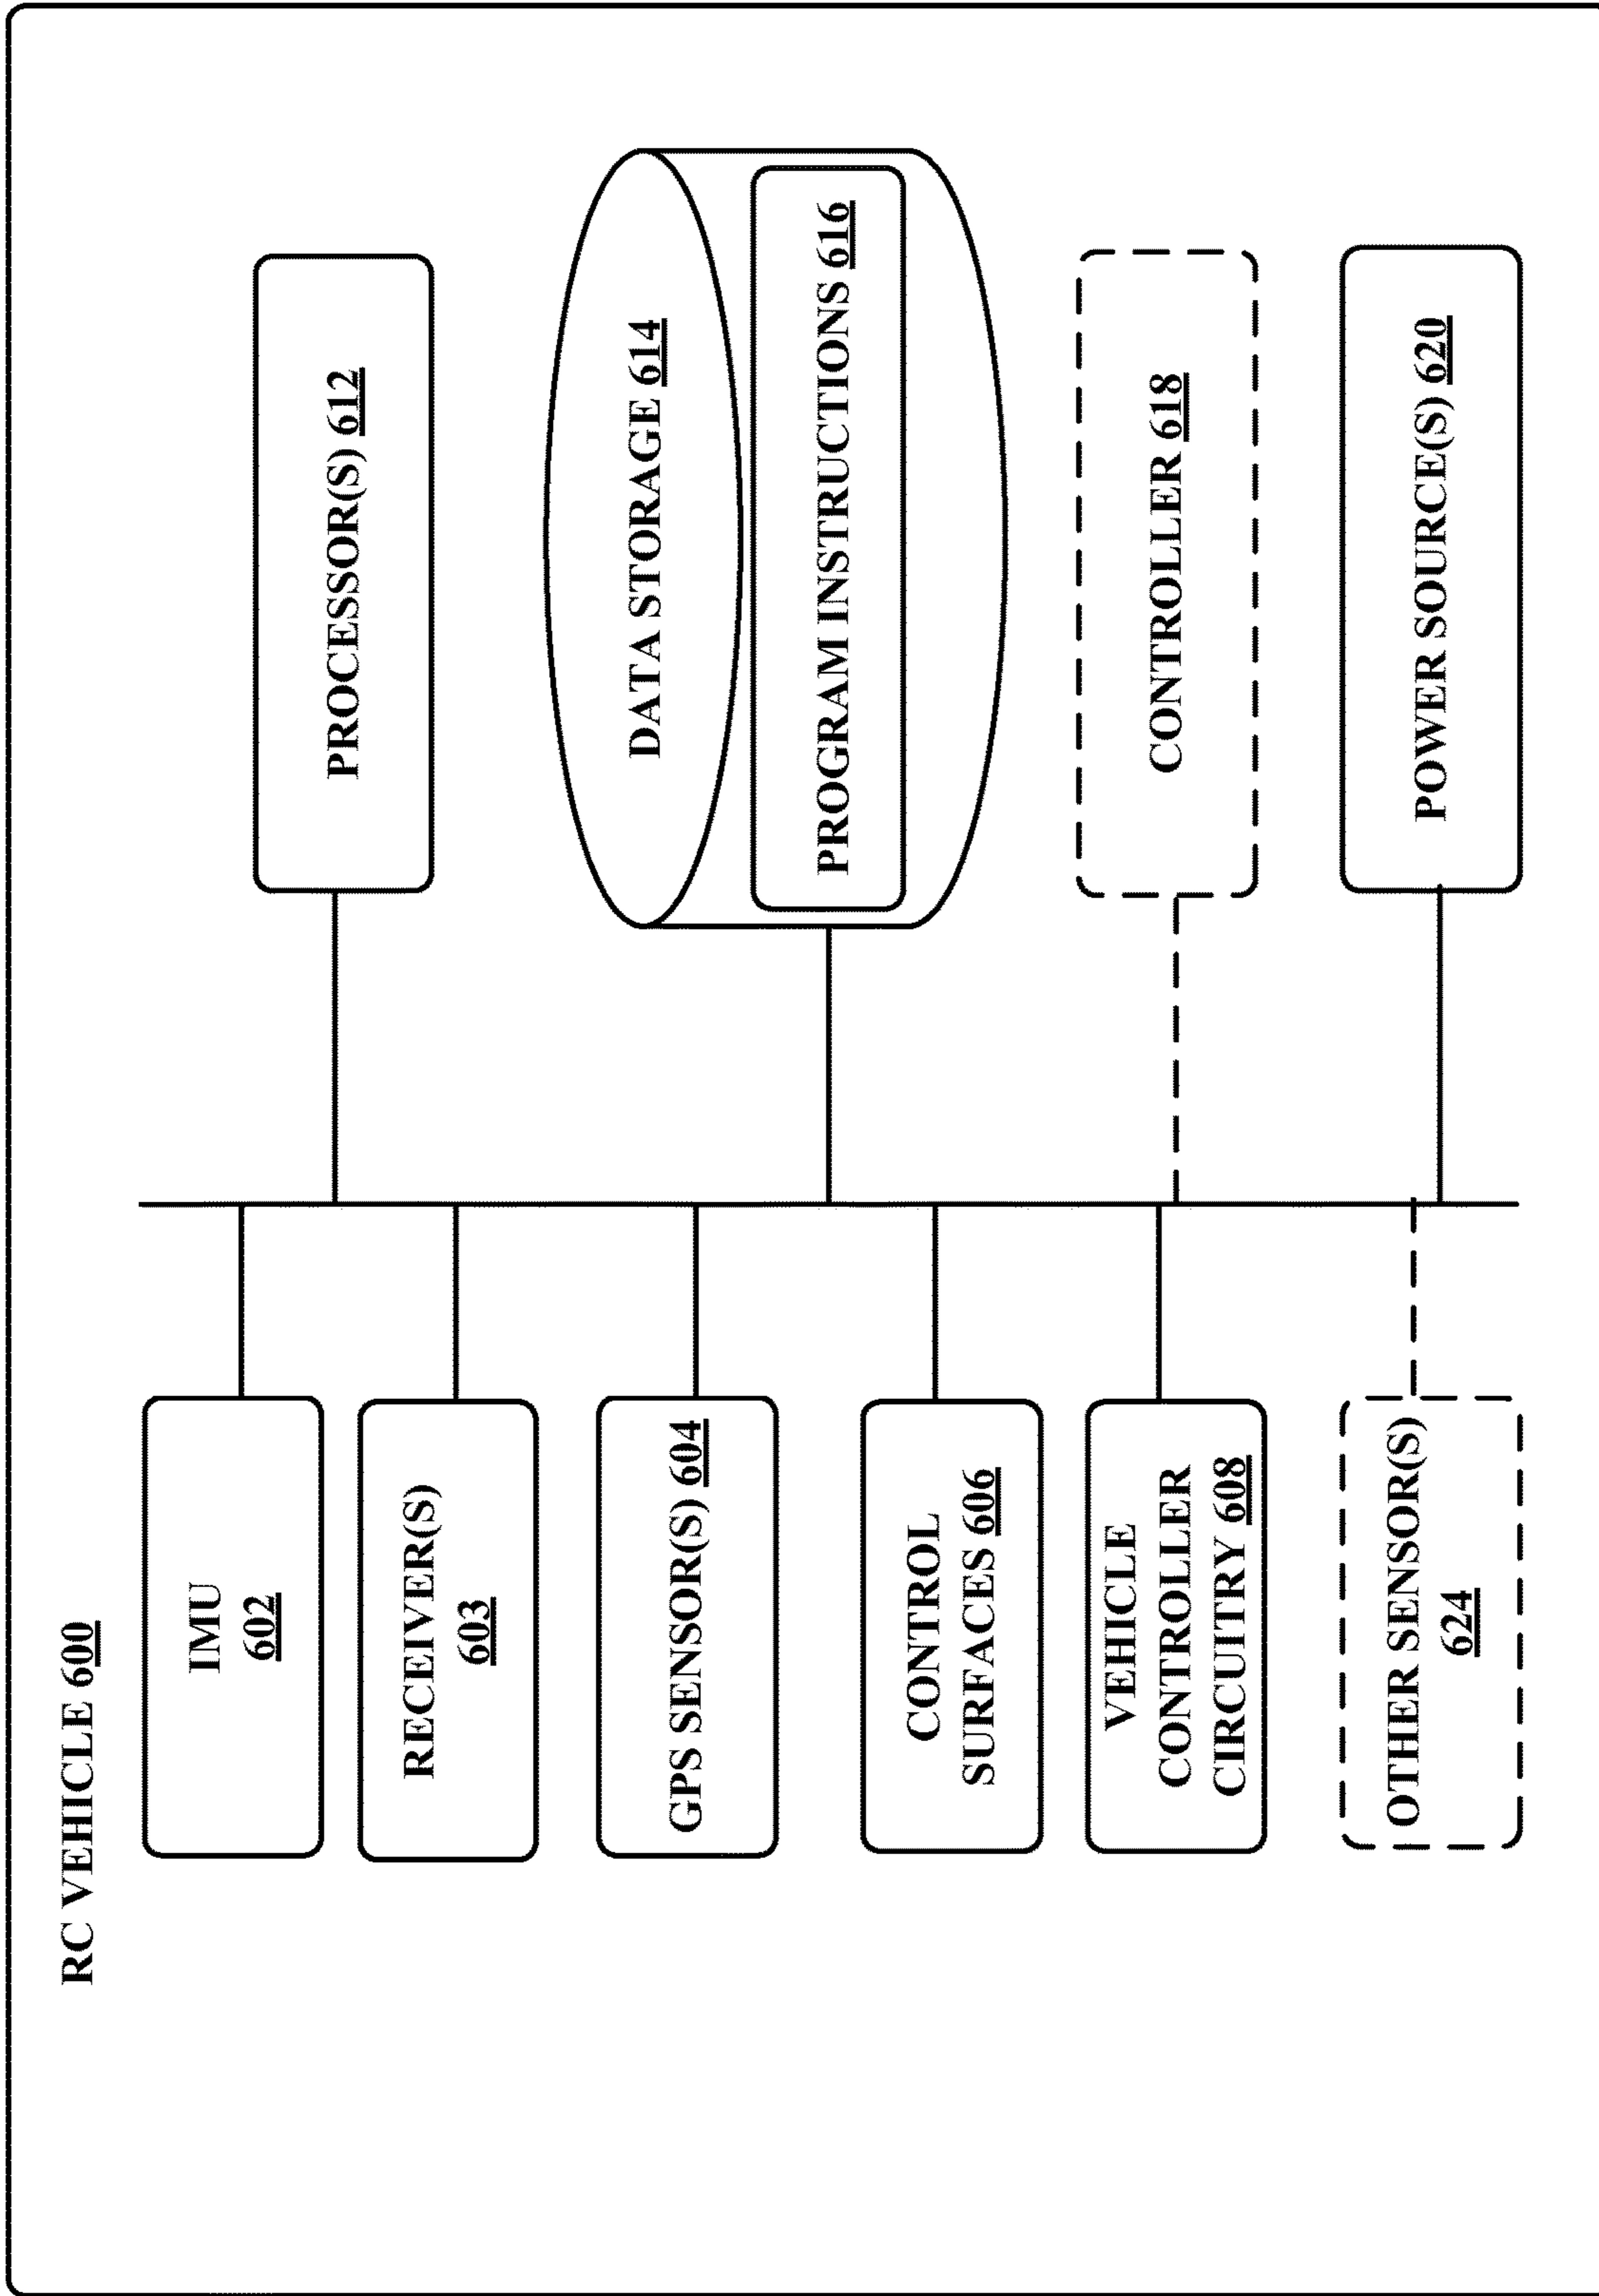 RC VEHICLE 600
IMU
602
RECEIVER(S)
603
GPS SENSOR(S) 604
CONTROL
SURFACES 606
VEHICLE
CONTROLLER
CIRCUITRY 608
OTHER SENSOR(S)
624
PROCESSOR(S) 612
DATA STORAGE 614
PROGRAM INSTRUCTIONS 616
CONTROLLER 618
POWER SOURCE(S) 620